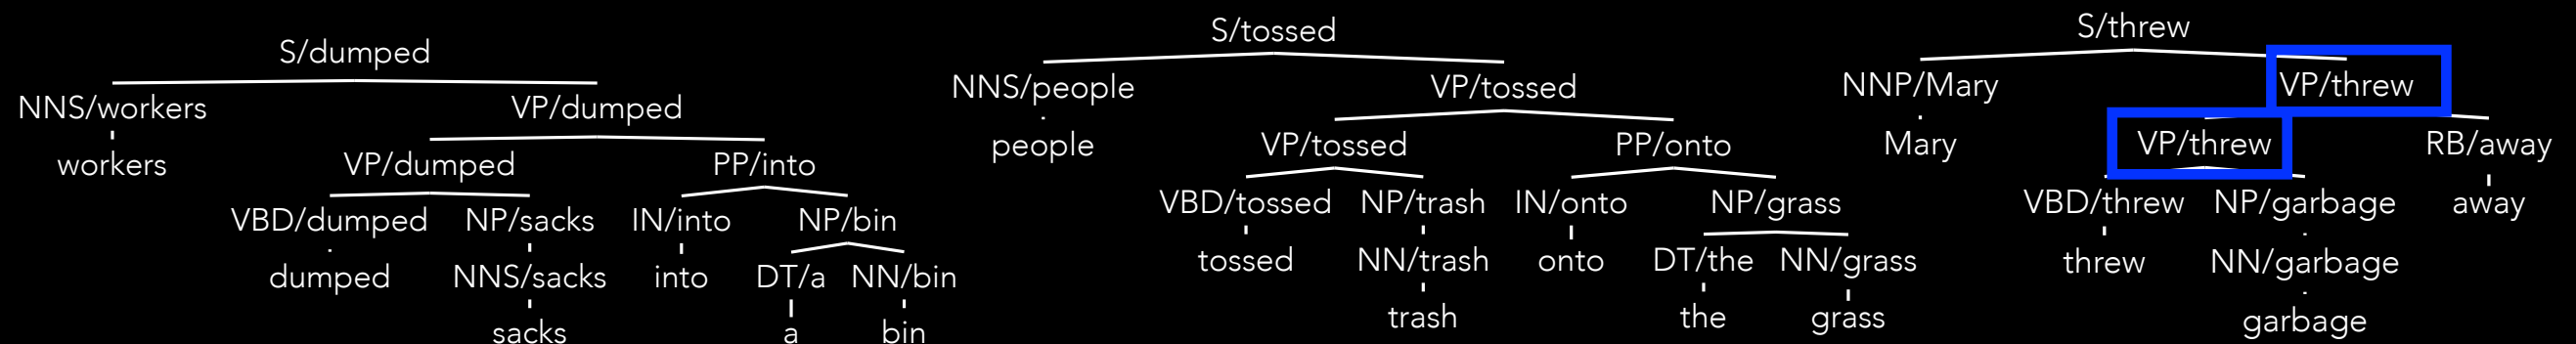 S/dumped
NNS/workers VP/dumped
workers VP/dumped PP/into
VBD/dumped NP/sacks IN/into NP/bin
dumped NNS/sacks into DT/a NN/bin
sacks a bin
S/tossed
NNS/people VP/tossed
people VP/tossed PP/onto
VBD/tossed NP/trash IN/onto NP/grass
tossed NN/trash onto DT/the NN/grass
trash the grass
S/threw
NNP/Mary VP/threw
Mary VP/threw RB/away
VBD/threw NP/garbage away
threw NN/garbage
garbage